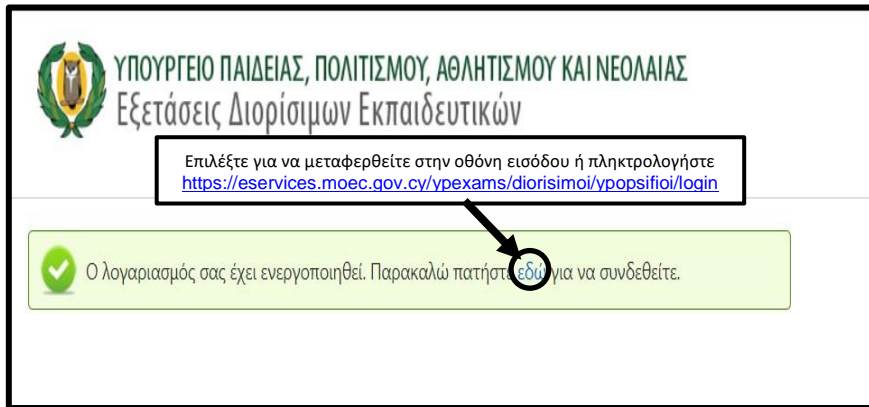 ΥΠΟΥΡΓΕΙΟ ΠΑΙΔΕΙΑΣ, ΠΟΛΙΤΙΣΜΟΥ, ΑΘΛΗΤΙΣΜΟΥ ΚΑΙ ΝΕΟΛΑΙΑΣ
Εξετάσεις Διορίσιμων Εκπαιδευτικών
Επιλέξτε για να μεταφερθείτε στην οθόνη εισόδου ή πληκτρολογήστε
https://eservices.moec.gov.cy/ypexams/diorisimoi/ypopsifioi/login
Ο λογαριασμός σας έχει ενεργοποιηθεί. Παρακαλώ πατήστε εδώ για να συνδεθείτε.